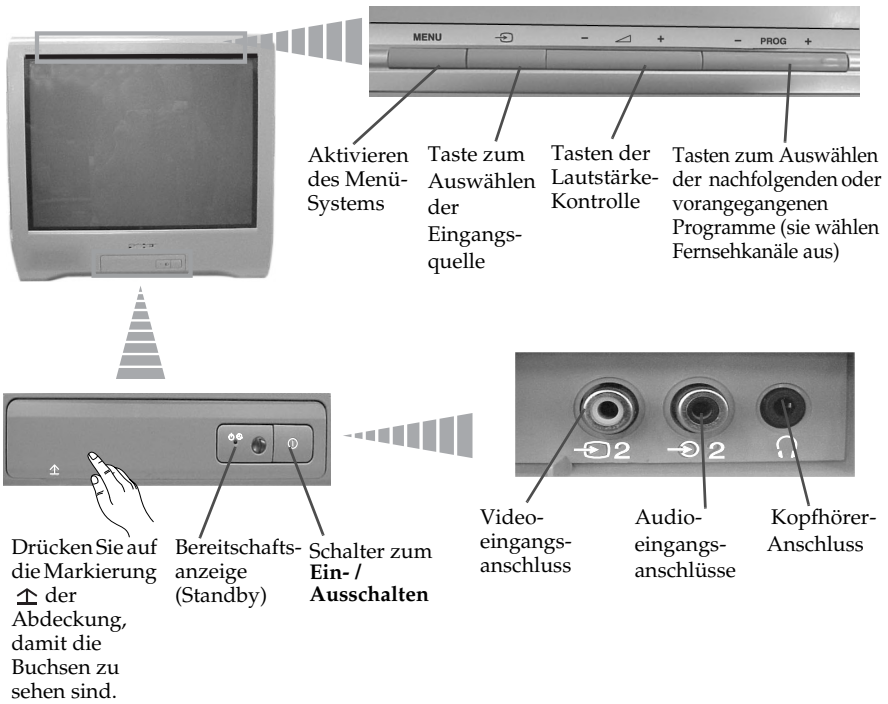 MENU
–
+
–
PROG
+
Aktivieren
des Menü-
Systems
Taste zum
Auswählen
der
Eingangs-
quelle
Tasten der
Lautstärke-
Kontrolle
Tasten zum Auswählen
der nachfolgenden oder
vorangegangenen
Programme (sie wählen
Fernsehkanäle aus)
2
2
Drücken Sie auf
die Markierung
der
Abdeckung,
damit die
Buchsen zu
sehen sind.
Bereitschafts-
anzeige
(Standby)
Schalter zum
Ein- /
Ausschalten
Video-
eingangs-
anschluss
Audio-
eingangs-
anschlüsse
Kopfhörer-
Anschluss